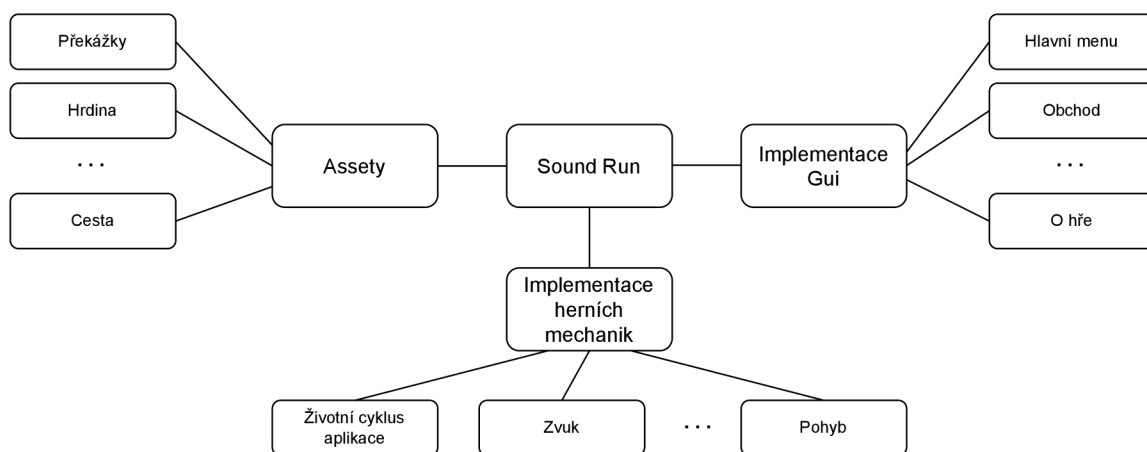 Překážky
Hrdina
. . .
Cesta
Assety
Sound Run
Implementace
Gui
Hlavní menu
Obchod
. . .
O hře
Implementace
herních
mechanik
Životní cyklus
aplikace
Zvuk
. . .
Pohyb